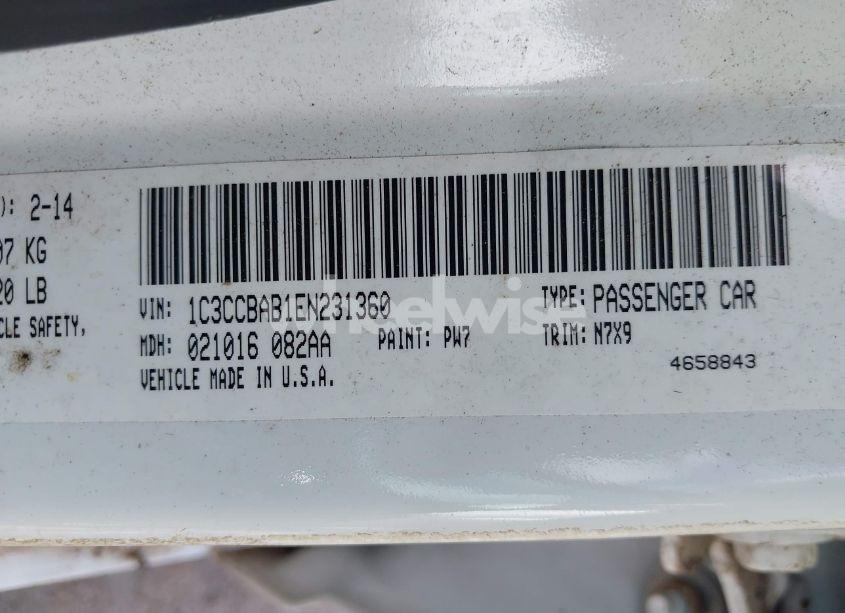 ): 2-14
07 KG
20 LB
CLE SAFETY,
VIN: 1C3CCBAB1EN231360
TYPE: PASSENGER CAR
MDH: 021016 082AA
PAINT: PW7
TRIM: N7X9
VEHICLE MADE IN U.S.A.
4658843
wheelwise